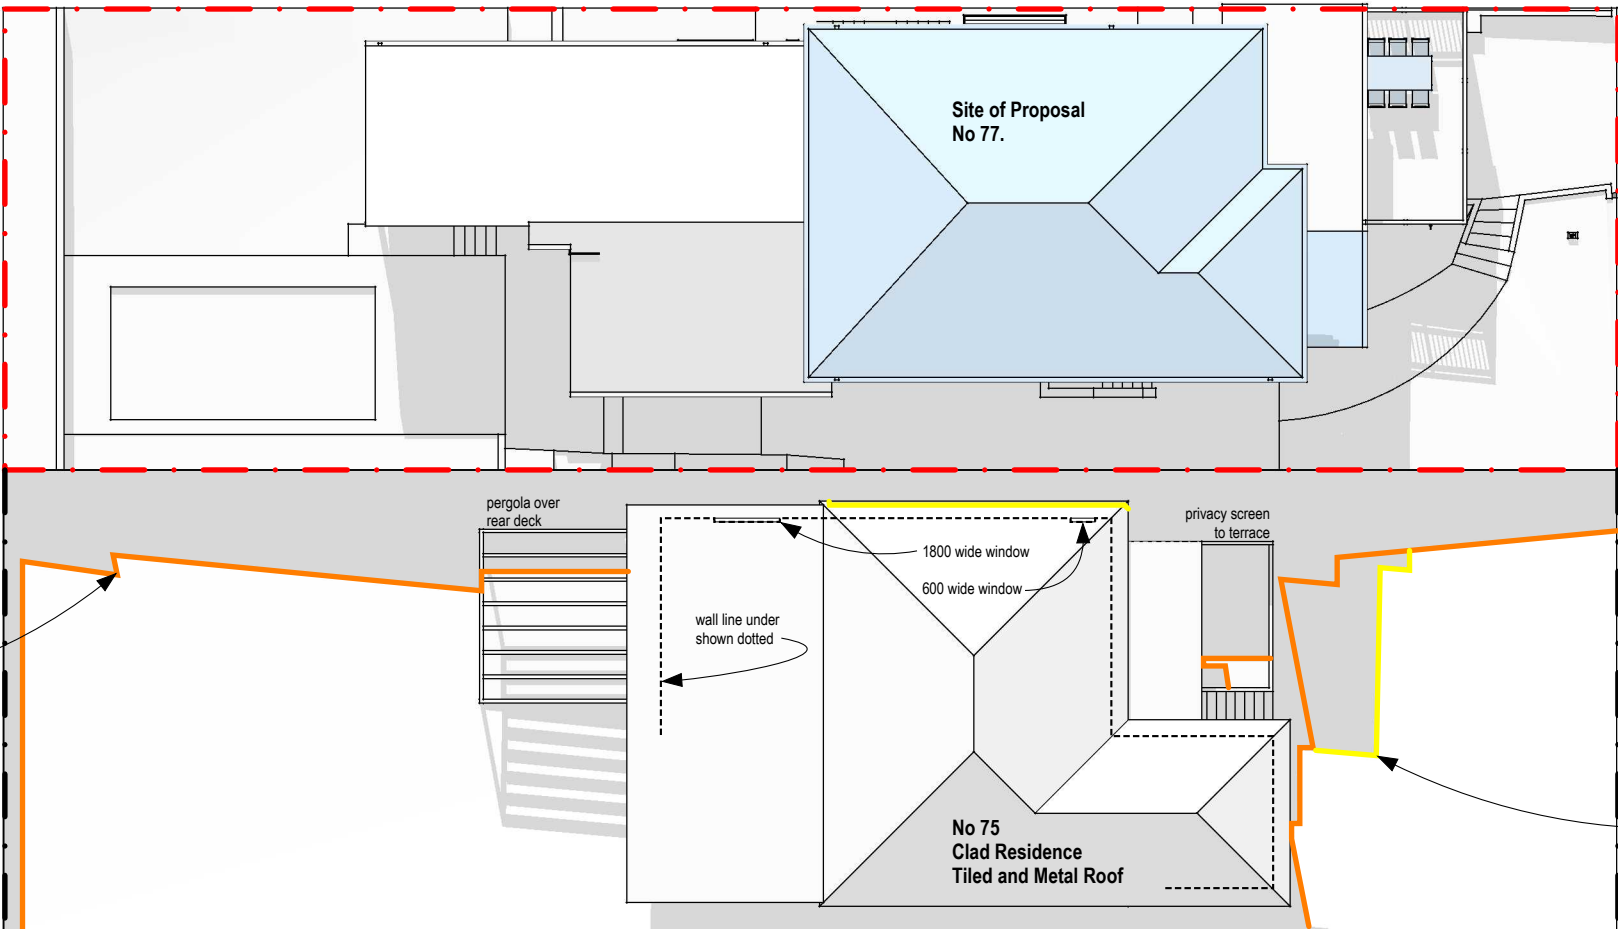 Site of Proposal
No 77.
pergola over
rear deck
privacy screen
to terrace
1800 wide window
600 wide window
wall line under
shown dotted
No 75
Clad Residence
Tiled and Metal Roof